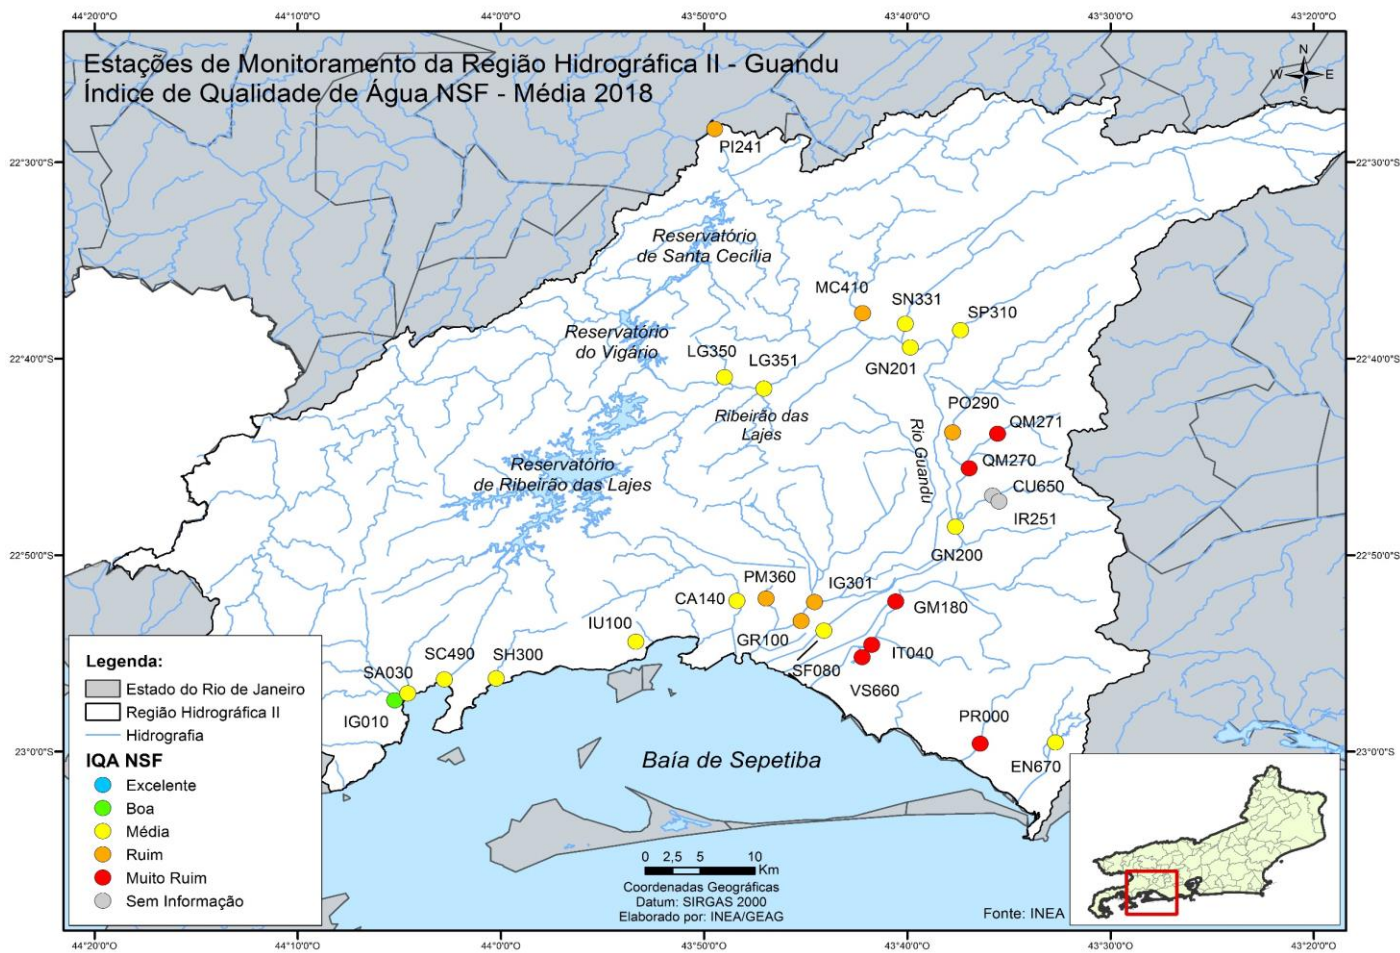 44°20'0"O
44°10'0"O
44°0'0"O
43°50'0"O
43°40'0"O
43°30'0"O
43°20'0"O
Estações de Monitoramento da Região Hidrográfica II - Guandu
Índice de Qualidade de Água NSF - Média 2018
N
W
E
S
22°30'0"S
22°30'0"S
PI241
Reservatório
de Santa Cecília
MC410
SN331
SP310
Reservatório
do Vigário
22°40'0"S
22°40'0"S
LG350
LG351
GN201
PO290
QM271
Ribeirão das
Lajes
Rio Guandu
QM270
Reservatório
de Ribeirão das Lajes
CU650
IR251
22°50'0"S
22°50'0"S
GN200
PM360
IG301
CA140
GM180
IU100
GR100
SF080
IT040
VS660
SC490
SH300
SA030
IG010
PR000
EN670
23°0'0"S
23°0'0"S
Baía de Sepetiba
Legenda:
Estado do Rio de Janeiro
Região Hidrográfica II
Hidrografia
IQA NSF
Excelente
Boa
Média
Ruim
Muito Ruim
Sem Informação
0 2,5 5 10
Km
Coordenadas Geográficas
Datum: SIRGAS 2000
Elaborado por: INEA/GEAG
Fonte: INEA
44°20'0"O
44°10'0"O
44°0'0"O
43°50'0"O
43°40'0"O
43°30'0"O
43°20'0"O